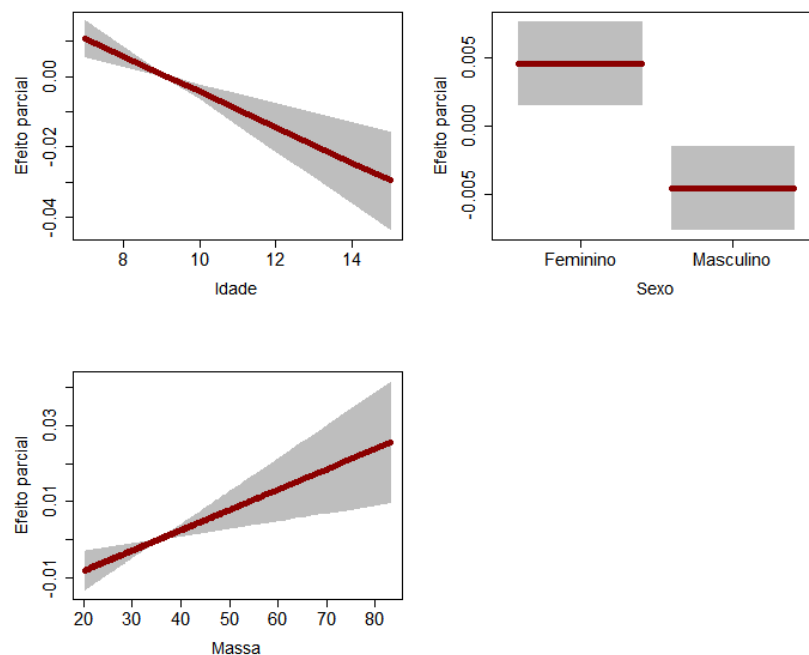 Efeito parcial
0.00
-0.02
-0.04
8
10
12
14
Idade
Efeito parcial
0.005
0.000
-0.005
Feminino
Masculino
Sexo
Efeito parcial
0.03
0.01
-0.01
20
30
40
50
60
70
80
Massa